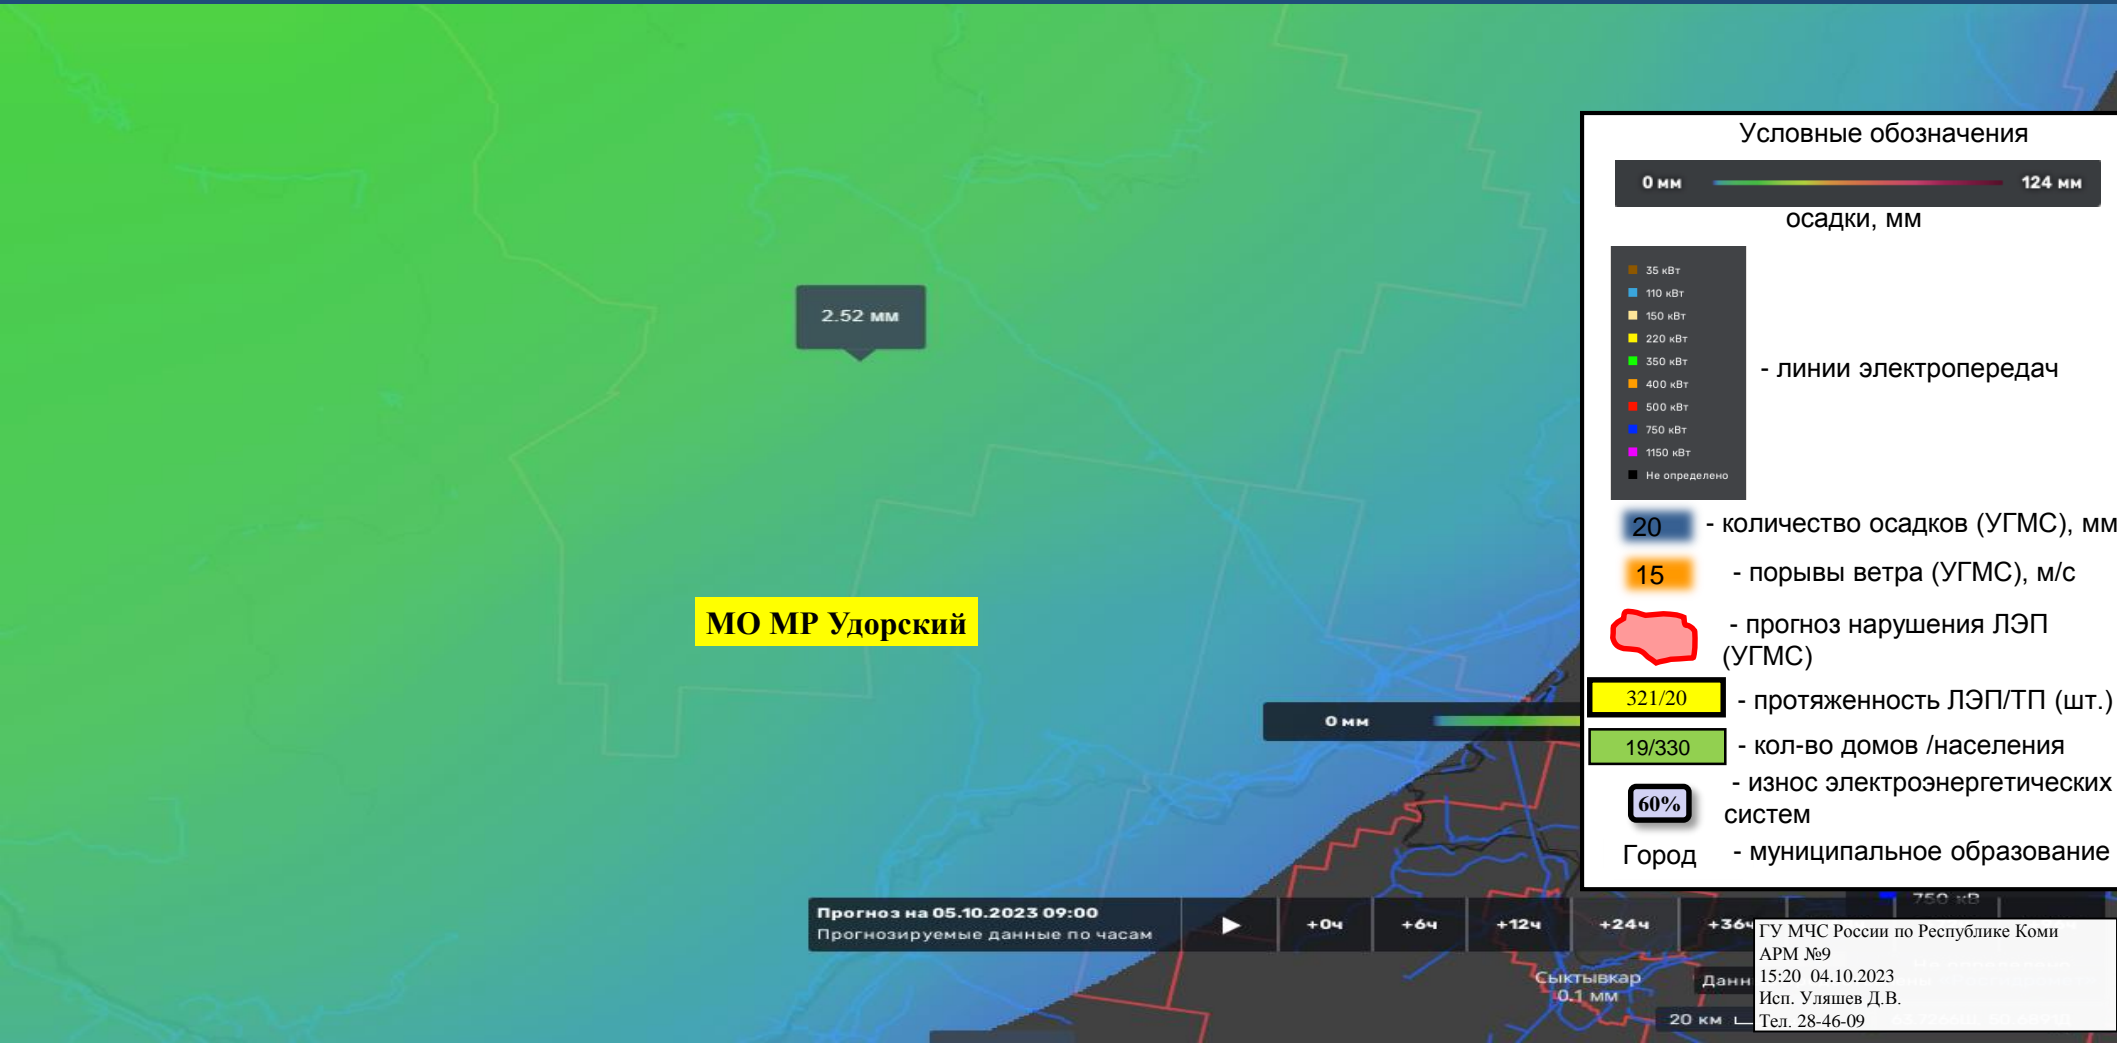 Условные обозначения
0 мм 124 мм
осадки, мм
35 кВт
110 кВт
150 кВт
220 кВт
350 кВт
400 кВт
500 кВт
750 кВт
1150 кВт
Не определено
- линии электропередач
20 - количество осадков (УГМС), мм
15 - порывы ветра (УГМС), м/с
- прогноз нарушения ЛЭП
(УГМС)
321/20 - протяженность ЛЭП/ТП (шт.)
19/330 - кол-во домов /населения
60% - износ электроэнергетических
систем
Город - муниципальное образование
2.52 мм
МО МР Удорский
0 мм
750 кВ
Прогноз на 05.10.2023 09:00
Прогнозируемые данные по часам
+0ч +6ч +12ч +24ч +36ч
Сыктывкар
0.1 мм
Данн
20 км
ГУ МЧС России по Республике Коми
АРМ №9
15:20 04.10.2023
Исп. Уляшев Д.В.
Тел. 28-46-09